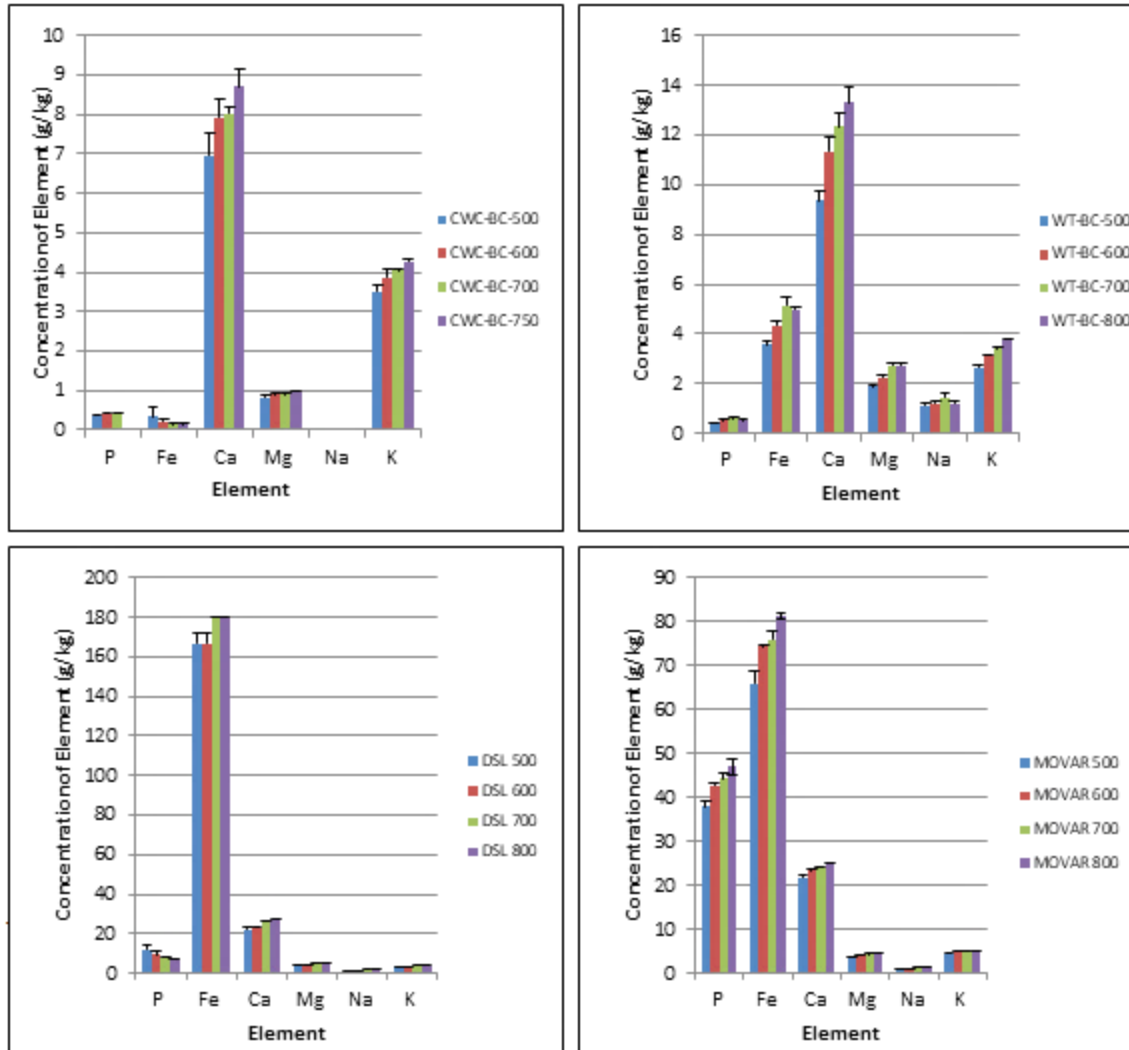 10
9
8
7
6
5
4
3
2
1
0
Concentration of Element (g/kg)
P Fe Ca Mg Na K
Element
CWC-BC-500
CWC-BC-600
CWC-BC-700
CWC-BC-750
16
14
12
10
8
6
4
2
0
Concentration of Element (g/kg)
P Fe Ca Mg Na K
Element
WT-BC-500
WT-BC-600
WT-BC-700
WT-BC-800
200
180
160
140
120
100
80
60
40
20
0
Concentration of Element (g/kg)
P Fe Ca Mg Na K
Element
DSL 500
DSL 600
DSL 700
DSL 800
90
80
70
60
50
40
30
20
10
0
Concentration of Element (g/kg)
P Fe Ca Mg Na K
Element
MOVAR 500
MOVAR 600
MOVAR 700
MOVAR 800